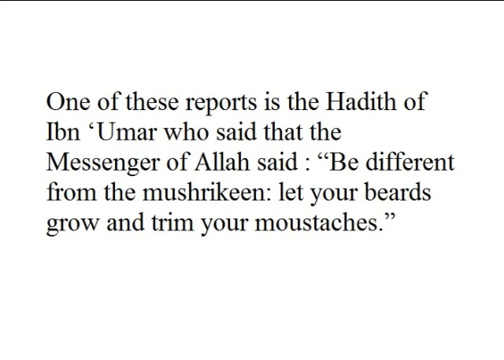 One of these reports is the Hadith of
Ibn ‘Umar who said that the
Messenger of Allah said : “Be different
from the mushrikeen: let your beards
grow and trim your moustaches.”